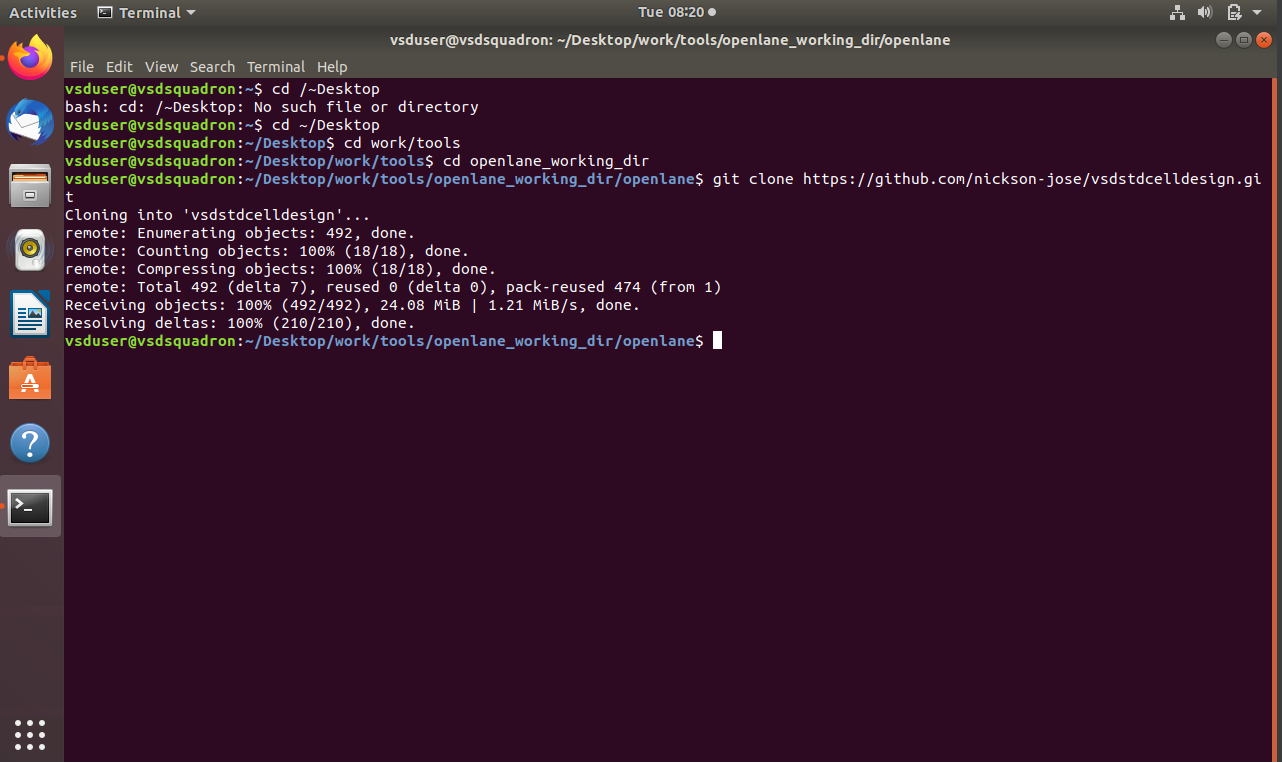 Activities Terminal Tue 08:20
vsduser@vsdsquadron: ~/Desktop/work/tools/openlane_working_dir/openlane
File Edit View Search Terminal Help
vsduser@vsdsquadron:~$ cd /~Desktop
bash: cd: /~Desktop: No such file or directory
vsduser@vsdsquadron:~$ cd ~/Desktop
vsduser@vsdsquadron:~/Desktop$ cd work/tools
vsduser@vsdsquadron:~/Desktop/work/tools$ cd openlane_working_dir
vsduser@vsdsquadron:~/Desktop/work/tools/openlane_working_dir/openlane$ git clone https://github.com/nickson-jose/vsdstdcelldesign.gi
t
Cloning into 'vsdstdcelldesign'...
remote: Enumerating objects: 492, done.
remote: Counting objects: 100% (18/18), done.
remote: Compressing objects: 100% (18/18), done.
remote: Total 492 (delta 7), reused 0 (delta 0), pack-reused 474 (from 1)
Receiving objects: 100% (492/492), 24.08 MiB | 1.21 MiB/s, done.
Resolving deltas: 100% (210/210), done.
vsduser@vsdsquadron:~/Desktop/work/tools/openlane_working_dir/openlane$